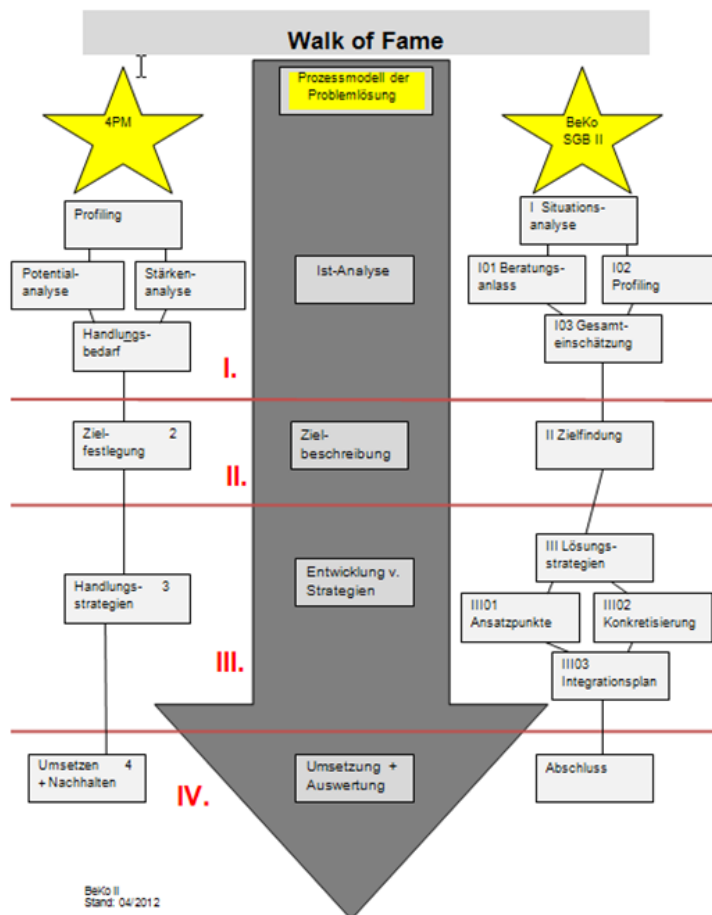 Walk of Fame
Prozessmodell der
Problemlösung
4PM
BeKo
SGB II
Profiling
Potential-
analyse
Stärken-
analyse
Handlungs-
bedarf
Ist-Analyse
I Situations-
analyse
I01 Beratungs-
anlass
I02
Profiling
I03 Gesamt-
einschätzung
I.
Ziel- 2
festlegung
Ziel-
beschreibung
II Zielfindung
II.
Handlungs- 3
strategien
Entwicklung v.
Strategien
III Lösungs-
strategien
III01
Ansatzpunkte
III02
Konkretisierung
III03
Integrationsplan
III.
Umsetzen 4
+ Nachhalten
Umsetzung +
Auswertung
Abschluss
IV.
BeKo II
Stand: 04/2012